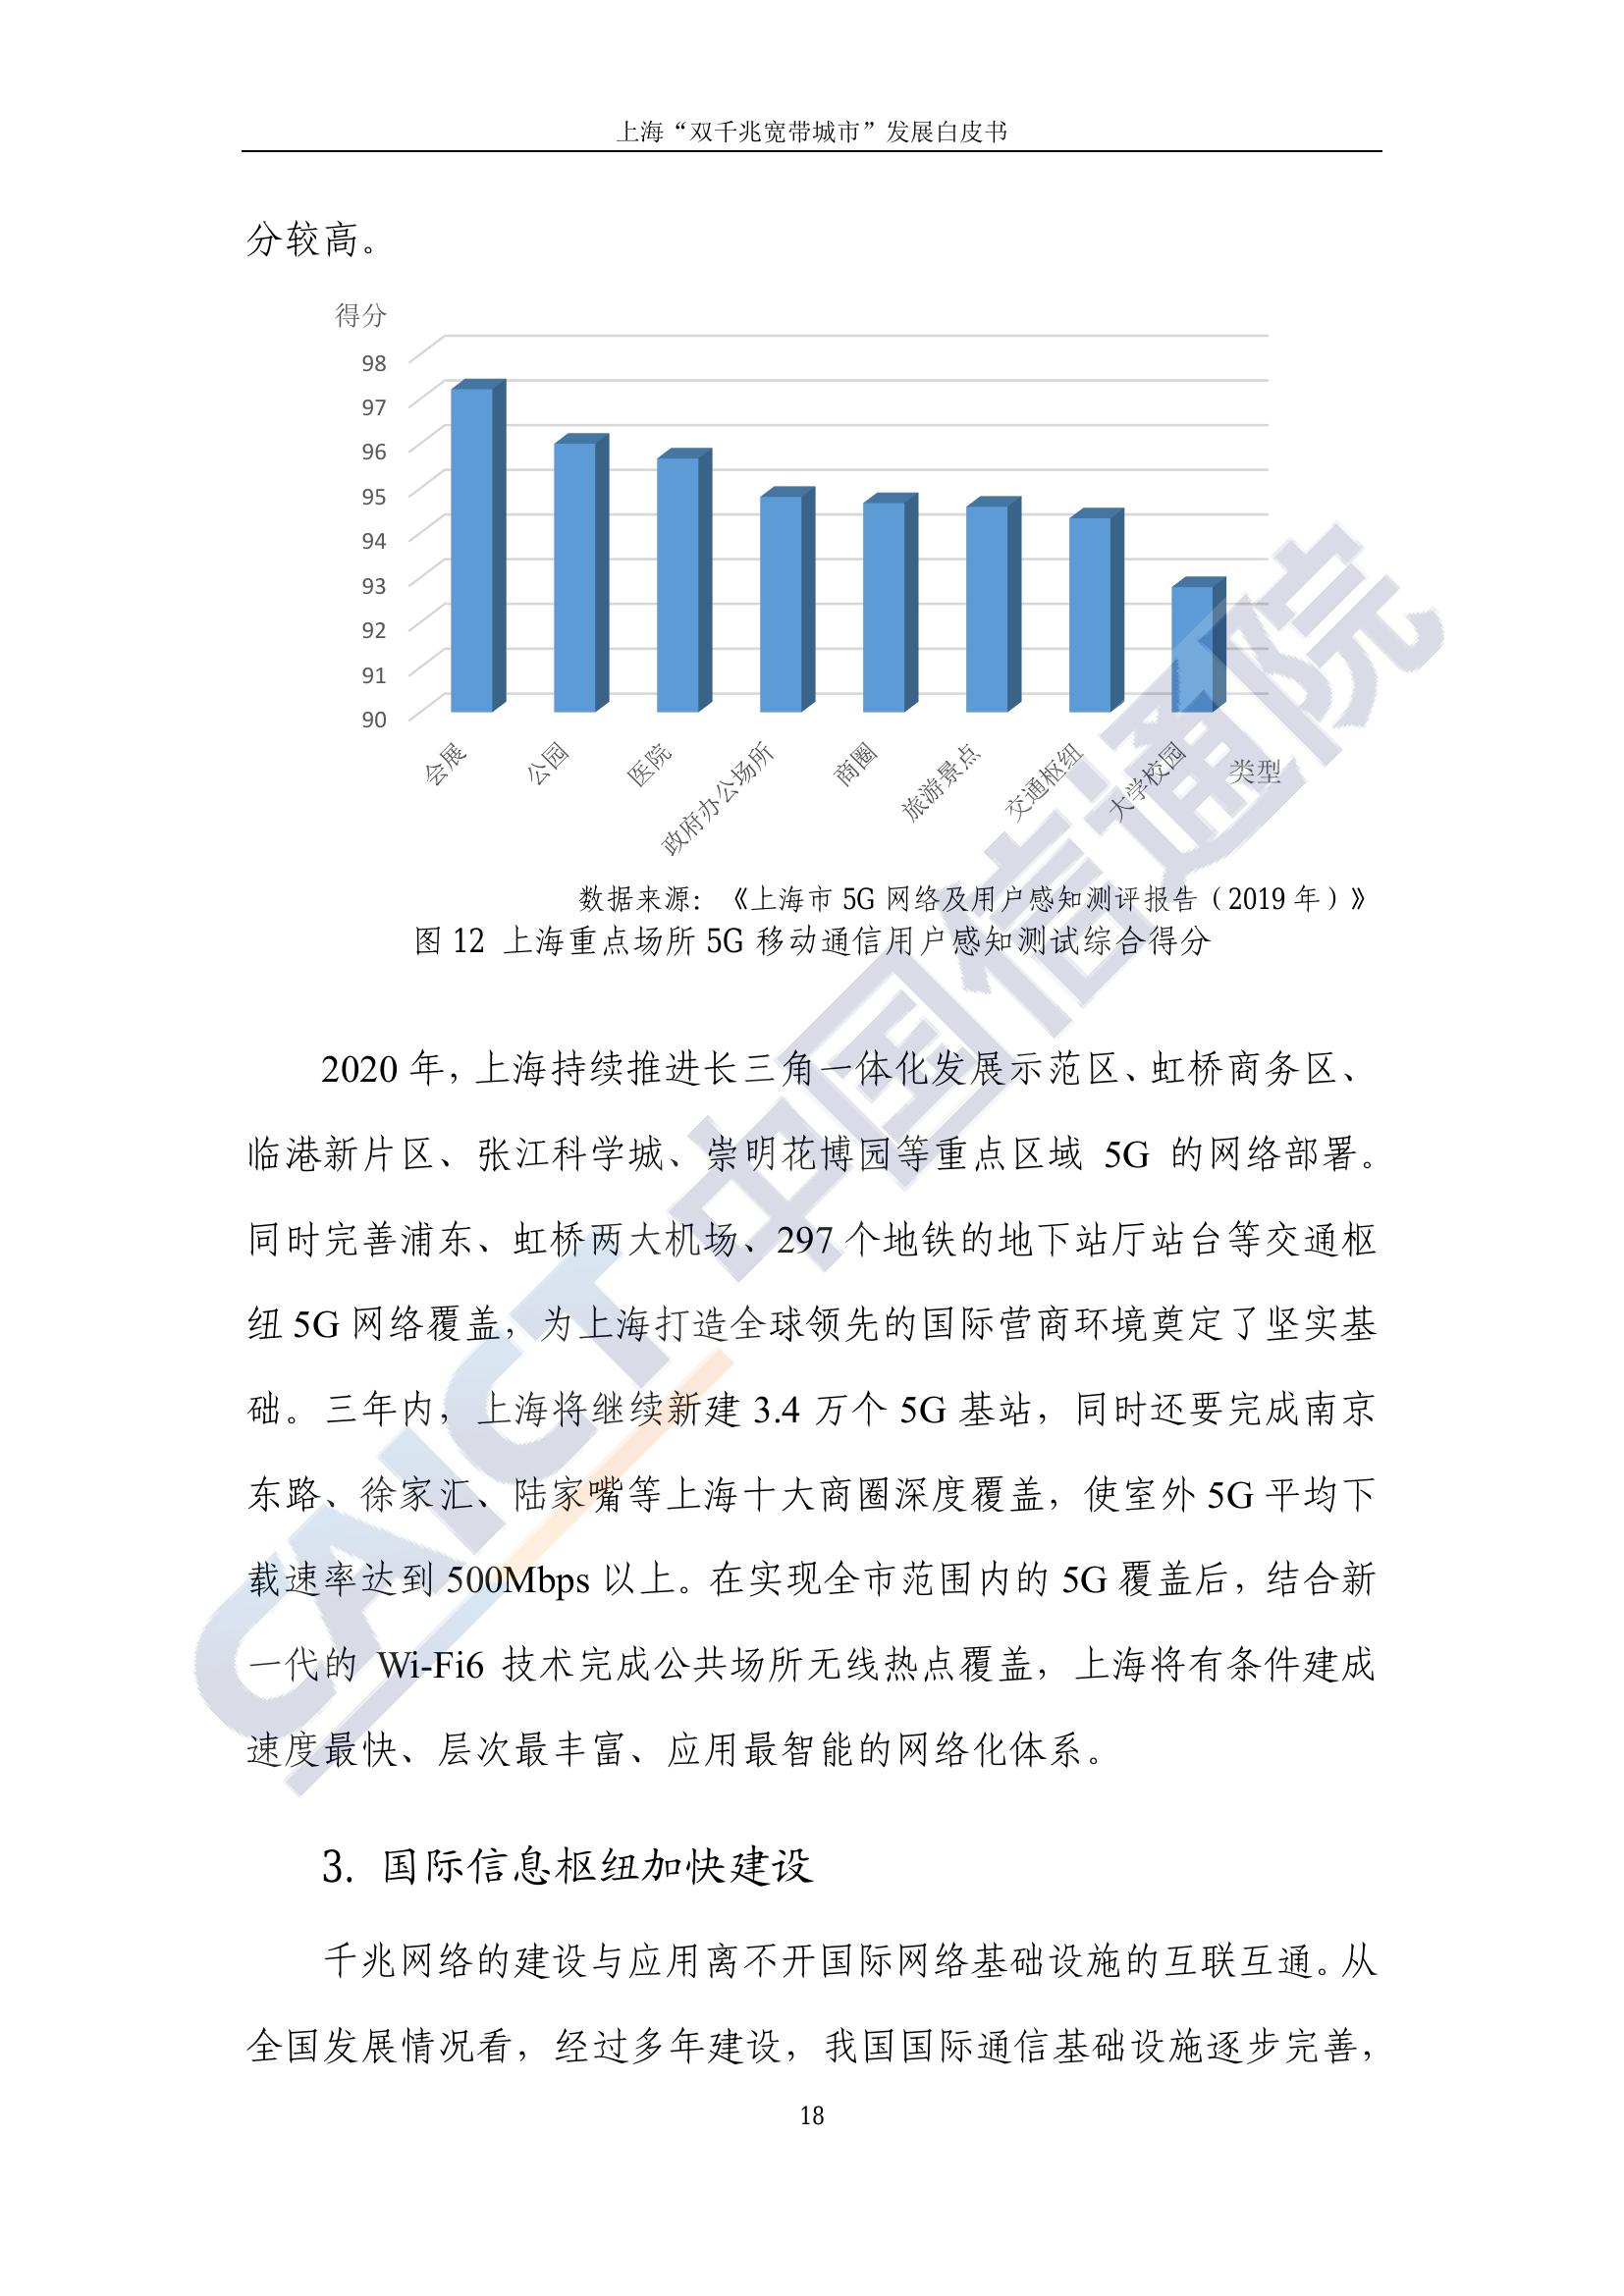 上海“双千兆宽带城市”发展白皮书
分较高。
得分
98
97
96
95
94
93
92
91
90
会展
公园
医院
政府办公场所
商圈
旅游景点
交通枢纽
大学校园
类型
数据来源：《上海市 5G 网络及用户感知测评报告（2019 年）》
图 12 上海重点场所 5G 移动通信用户感知测试综合得分
2020 年，上海持续推进长三角一体化发展示范区、虹桥商务区、
临港新片区、张江科学城、崇明花博园等重点区域 5G 的网络部署。
同时完善浦东、虹桥两大机场、297 个地铁的地下站厅站台等交通枢
纽 5G 网络覆盖，为上海打造全球领先的国际营商环境奠定了坚实基
础。三年内，上海将继续新建 3.4 万个 5G 基站，同时还要完成南京
东路、徐家汇、陆家嘴等上海十大商圈深度覆盖，使室外 5G 平均下
载速率达到 500Mbps 以上。在实现全市范围内的 5G 覆盖后，结合新
一代的 Wi-Fi6 技术完成公共场所无线热点覆盖，上海将有条件建成
速度最快、层次最丰富、应用最智能的网络化体系。
3. 国际信息枢纽加快建设
千兆网络的建设与应用离不开国际网络基础设施的互联互通。从
全国发展情况看，经过多年建设，我国国际通信基础设施逐步完善，
18
CAICT 中国信通院